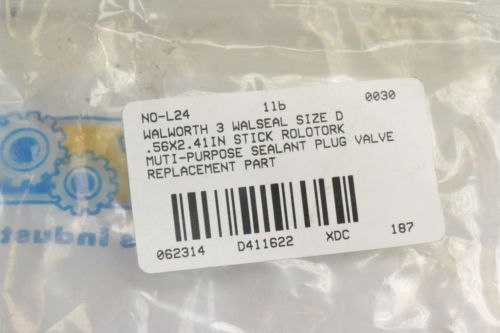 NO-L24 1lb 0030
WALWORTH 3 WALSEAL SIZE D
.56X2.41IN STICK ROLOTORK
MUTI-PURPOSE SEALANT PLUG VALVE
REPLACEMENT PART
062314 D411622 XDC 187
s indust